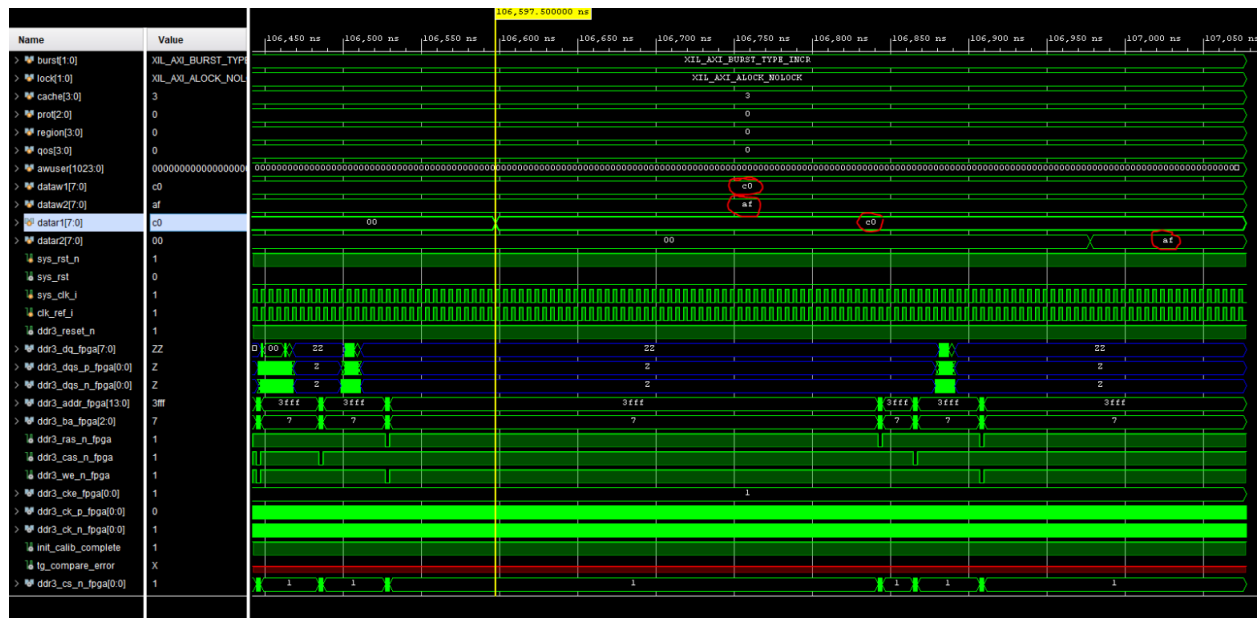 106,597.500000 ns
Name Value 106,450 ns 106,500 ns 106,550 ns 106,600 ns 106,650 ns 106,700 ns 106,750 ns 106,800 ns 106,850 ns 106,900 ns 106,950 ns 107,000 ns 107,050 ns
burst[1:0] XIL_AXI_BURST_TYPE XIL_AXI_BURST_TYPE_INCR
lock[1:0] XIL_AXI_ALOCK_NOL XIL_AXI_ALOCK_NOLOCK
cache[3:0] 3 3
prot[2:0] 0 0
region[3:0] 0 0
qos[3:0] 0 0
awuser[1023:0]
dataw1[7:0] c0 c0
dataw2[7:0] af af
datar1[7:0] c0 00 c0
datar2[7:0] 00 00 af
sys_rst_n 1
sys_rst 0
sys_clk_i 1
clk_ref_i 1
ddr3_reset_n 1
ddr3_dq_fpga[7:0] ZZ 00 ZZ ZZ ZZ
ddr3_dqs_p_fpga[0:0] Z Z Z Z
ddr3_dqs_n_fpga[0:0] Z Z Z Z
ddr3_addr_fpga[13:0] 3fff 3fff 3fff 3fff 3fff 3fff 3fff
ddr3_ba_fpga[2:0] 7 7 7 7 7 7 7
ddr3_ras_n_fpga 1
ddr3_cas_n_fpga 1
ddr3_we_n_fpga 1
ddr3_cke_fpga[0:0] 1 1
ddr3_ck_p_fpga[0:0] 0
ddr3_ck_n_fpga[0:0] 1
init_calib_complete 1
tg_compare_error X
ddr3_cs_n_fpga[0:0] 1 1 1 1 1 1 1